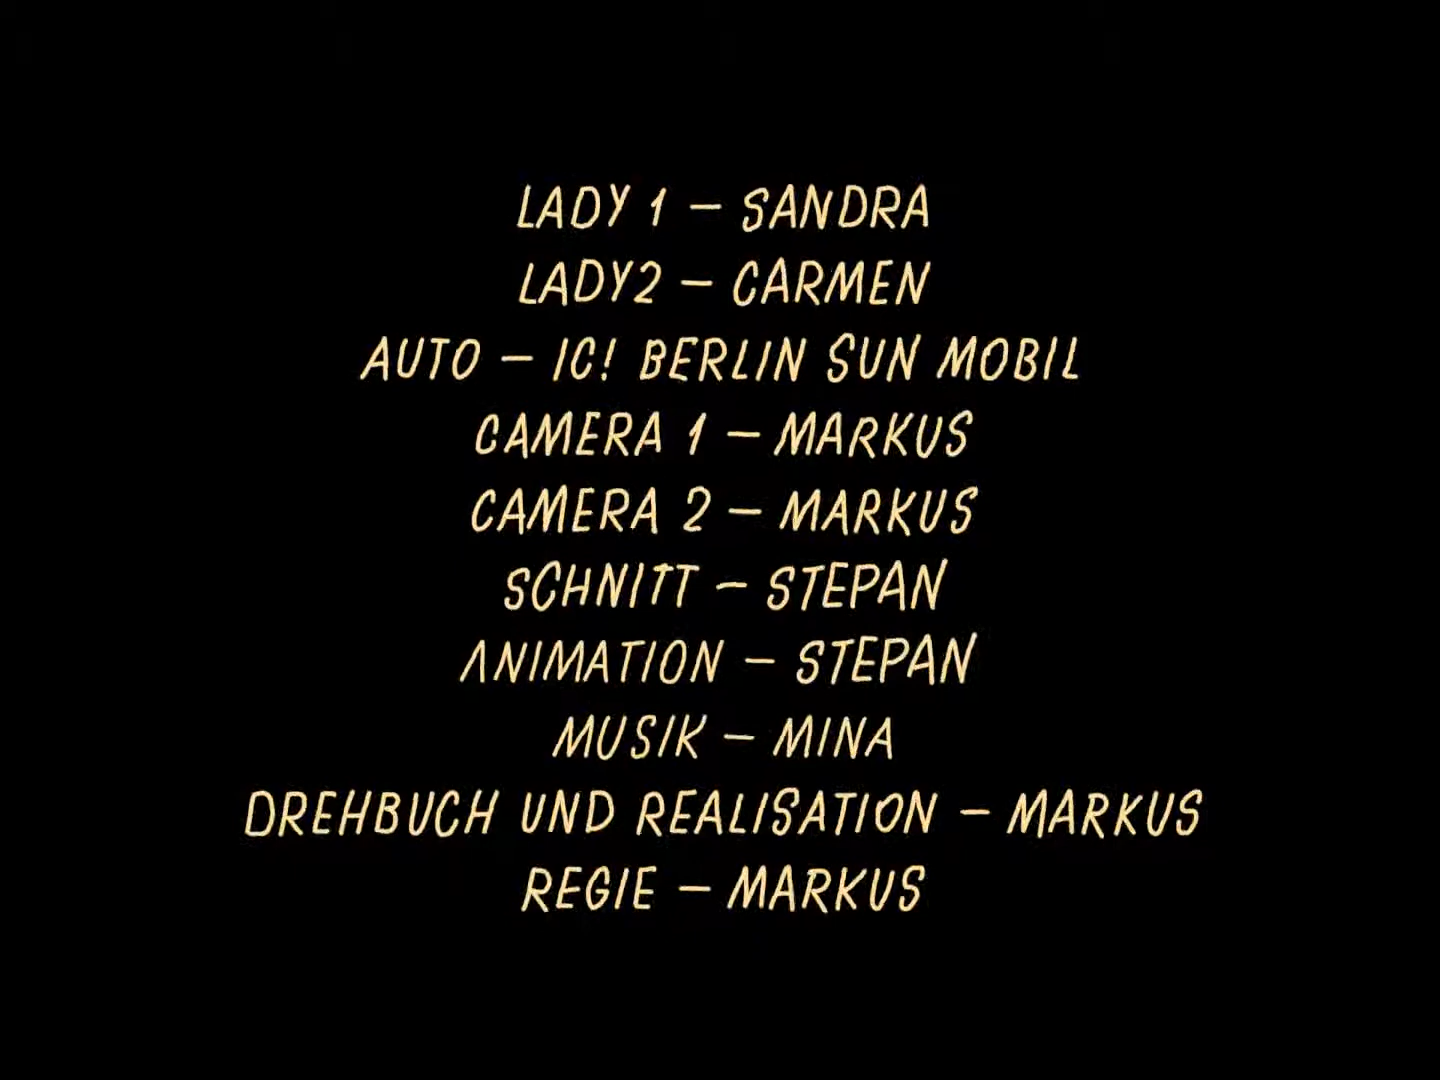 LADY 1 – SANDRA
LADY2 – CARMEN
AUTO – IC! BERLIN SUN MOBIL
CAMERA 1 – MARKUS
CAMERA 2 – MARKUS
SCHNITT – STEPAN
ANIMATION – STEPAN
MUSIK – MINA
DREHBUCH UND REALISATION – MARKUS
REGIE – MARKUS